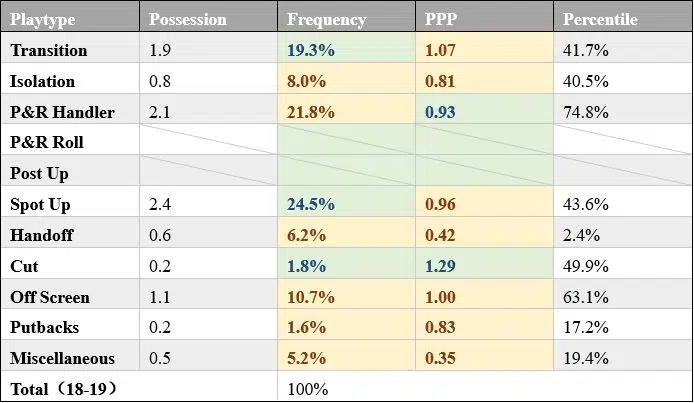 Playtype Possession Frequency PPP Percentile
Transition 1.9 19.3% 1.07 41.7%
Isolation 0.8 8.0% 0.81 40.5%
P&R Handler 2.1 21.8% 0.93 74.8%
P&R Roll
Post Up
Spot Up 2.4 24.5% 0.96 43.6%
Handoff 0.6 6.2% 0.42 2.4%
Cut 0.2 1.8% 1.29 49.9%
Off Screen 1.1 10.7% 1.00 63.1%
Putbacks 0.2 1.6% 0.83 17.2%
Miscellaneous 0.5 5.2% 0.35 19.4%
Total（18-19） 100%